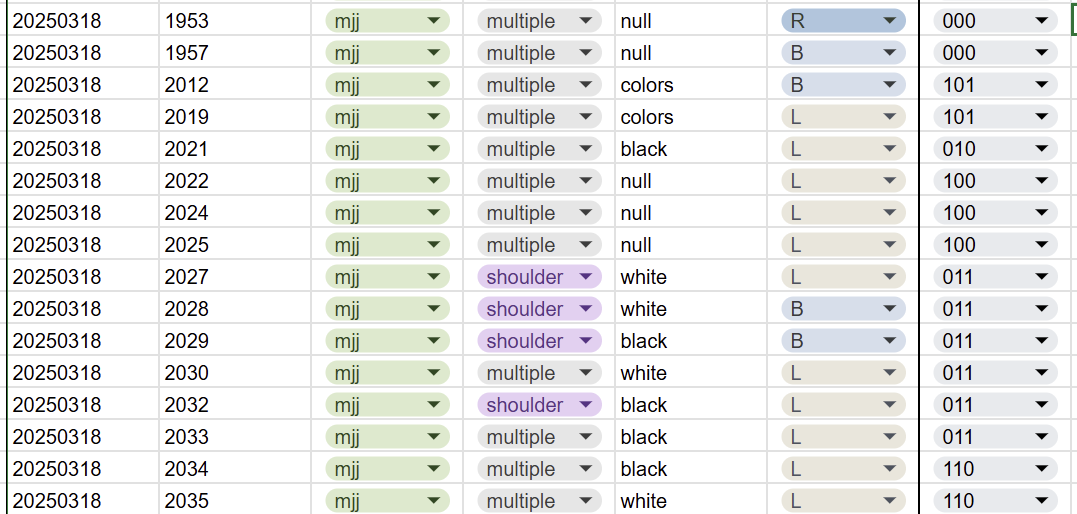 20250318 1953 mjj multiple null R 000
20250318 1957 mjj multiple null B 000
20250318 2012 mjj multiple colors B 101
20250318 2019 mjj multiple colors L 101
20250318 2021 mjj multiple black L 010
20250318 2022 mjj multiple null L 100
20250318 2024 mjj multiple null L 100
20250318 2025 mjj multiple null L 100
20250318 2027 mjj shoulder white L 011
20250318 2028 mjj shoulder white B 011
20250318 2029 mjj shoulder black B 011
20250318 2030 mjj multiple white L 011
20250318 2032 mjj shoulder black L 011
20250318 2033 mjj multiple black L 011
20250318 2034 mjj multiple black L 110
20250318 2035 mjj multiple white L 110